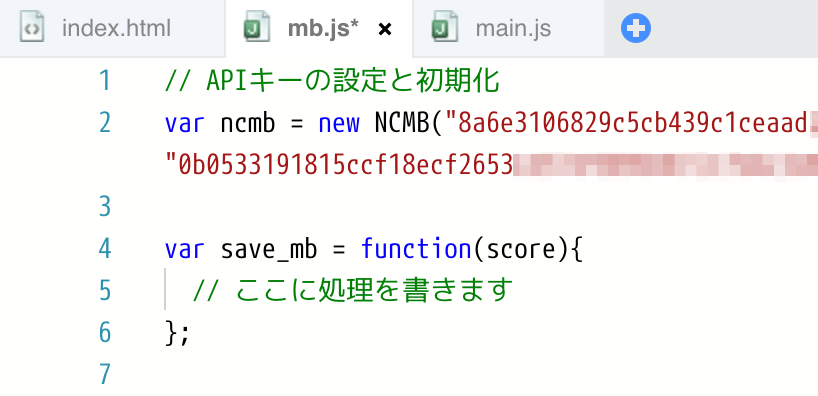 index.html mb.js* × main.js
1 // APIキーの設定と初期化
2 var ncmb = new NCMB("8a6e3106829c5cb439c1ceaad
"0b0533191815ccf18ecf2653
3
4 var save_mb = function(score){
5 // ここに処理を書きます
6 };
7